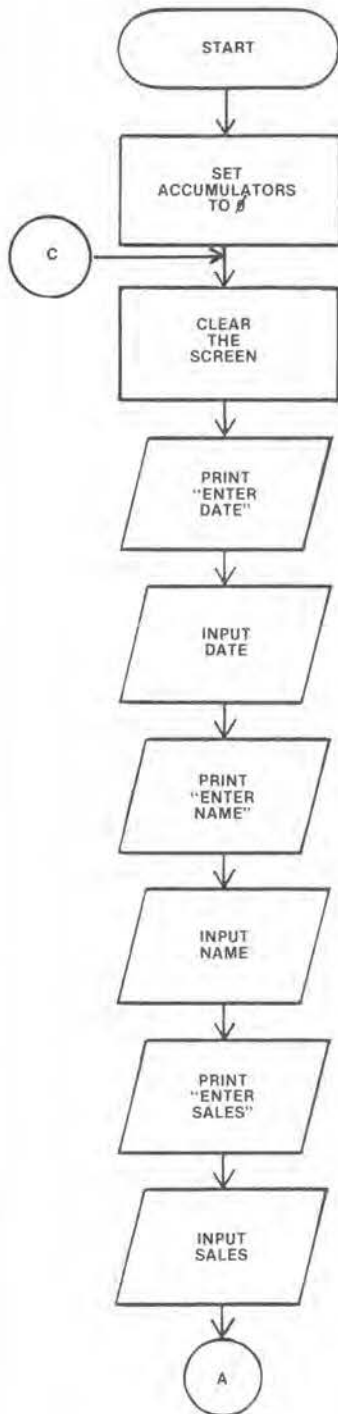 START
SET
ACCUMULATORS
TO Ø
C
CLEAR
THE
SCREEN
PRINT
"ENTER
DATE"
INPUT
DATE
PRINT
"ENTER
NAME"
INPUT
NAME
PRINT
"ENTER
SALES"
INPUT
SALES
A